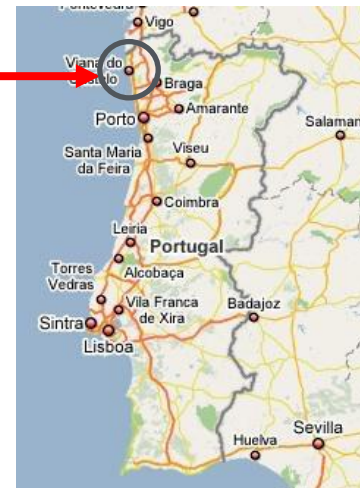 Vigo
Viana do
Braga
Amarante
Porto
Salaman
Santa Maria
da Feira
Viseu
Coimbra
Leiria
Portugal
Torres
Vedras
Alcobaça
Vila Franca
de Xira
Badajoz
Sintra
Lisboa
Sevilla
Huelva